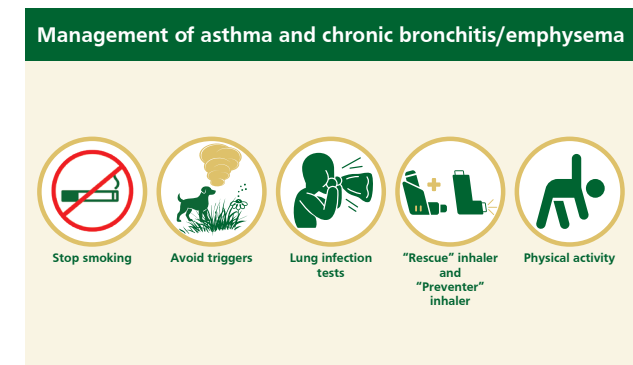 Management of asthma and chronic bronchitis/emphysema
Stop smoking
Avoid triggers
Lung infection
tests
“Rescue” inhaler
and
“Preventer”
inhaler
Physical activity